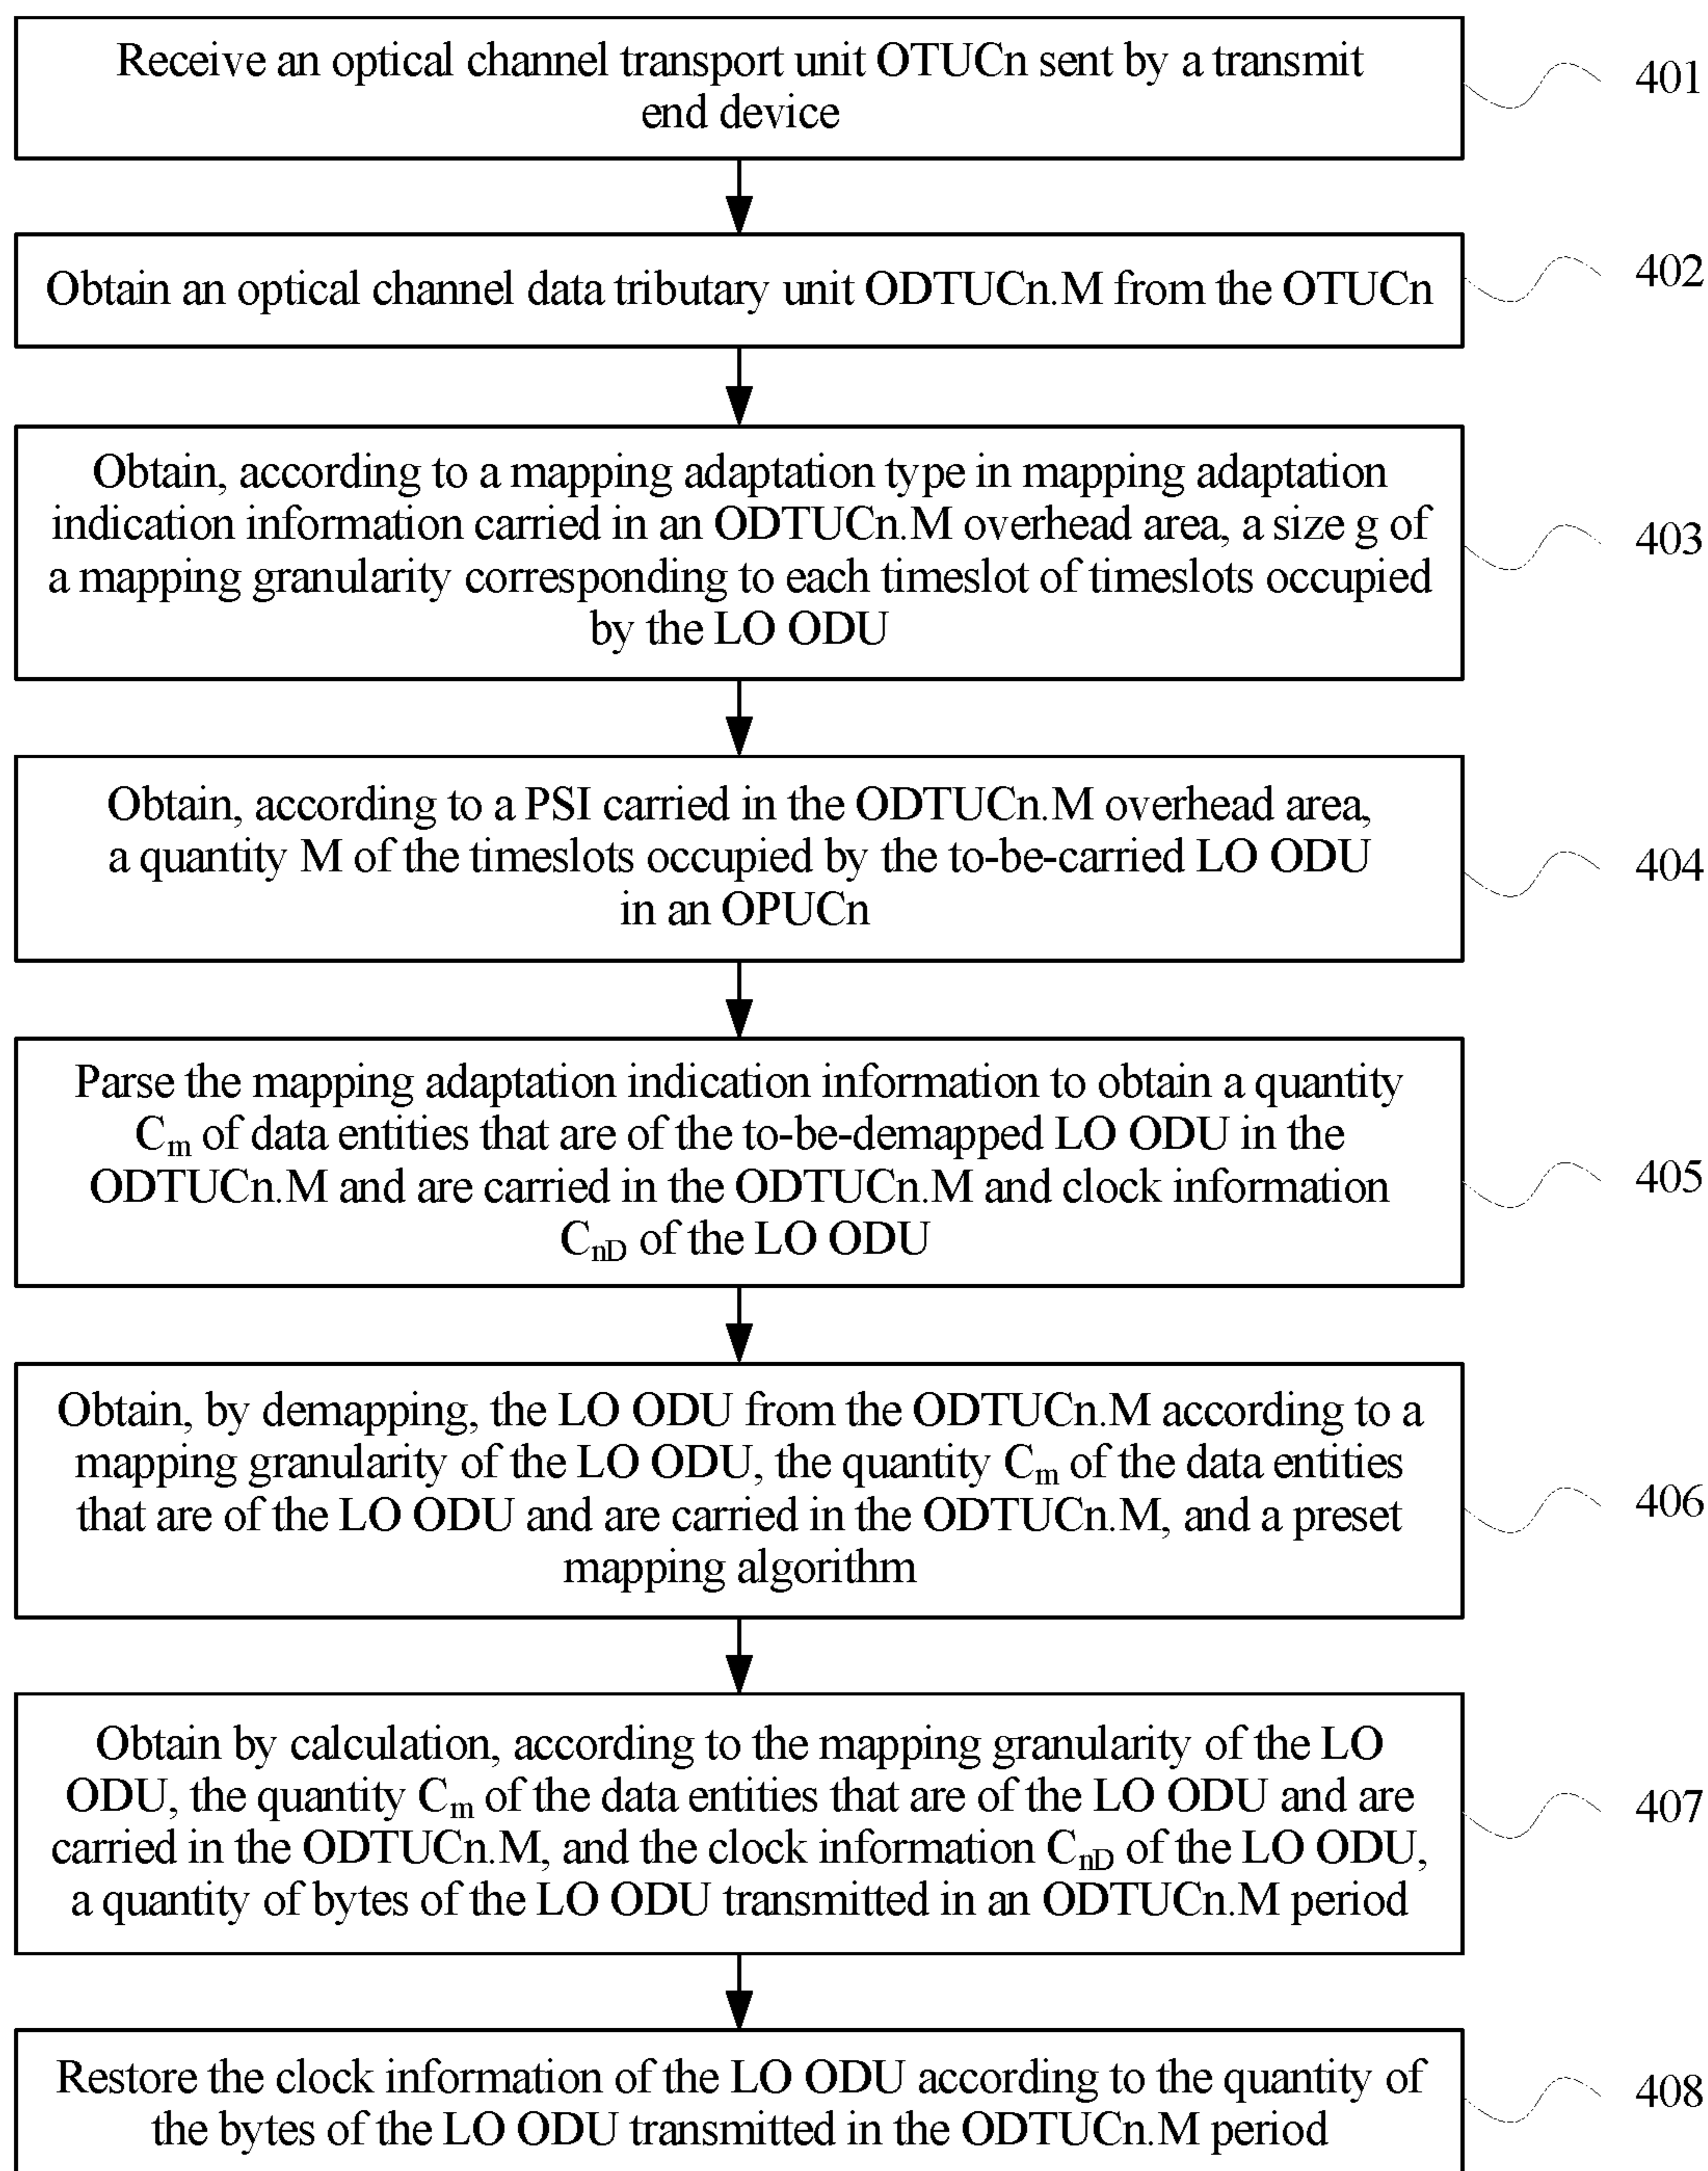 Receive an optical channel transport unit OTUCn sent by a transmit
end device
401
Obtain an optical channel data tributary unit ODTUCn.M from the OTUCn
402
Obtain, according to a mapping adaptation type in mapping adaptation
indication information carried in an ODTUCn.M overhead area, a size g of
a mapping granularity corresponding to each timeslot of timeslots occupied
by the LO ODU
403
Obtain, according to a PSI carried in the ODTUCn.M overhead area,
a quantity M of the timeslots occupied by the to-be-carried LO ODU
in an OPUCn
404
Parse the mapping adaptation indication information to obtain a quantity
Cm of data entities that are of the to-be-demapped LO ODU in the
ODTUCn.M and are carried in the ODTUCn.M and clock information
CnD of the LO ODU
405
Obtain, by demapping, the LO ODU from the ODTUCn.M according to a
mapping granularity of the LO ODU, the quantity Cm of the data entities
that are of the LO ODU and are carried in the ODTUCn.M, and a preset
mapping algorithm
406
Obtain by calculation, according to the mapping granularity of the LO
ODU, the quantity Cm of the data entities that are of the LO ODU and are
carried in the ODTUCn.M, and the clock information CnD of the LO ODU,
a quantity of bytes of the LO ODU transmitted in an ODTUCn.M period
407
Restore the clock information of the LO ODU according to the quantity of
the bytes of the LO ODU transmitted in the ODTUCn.M period
408